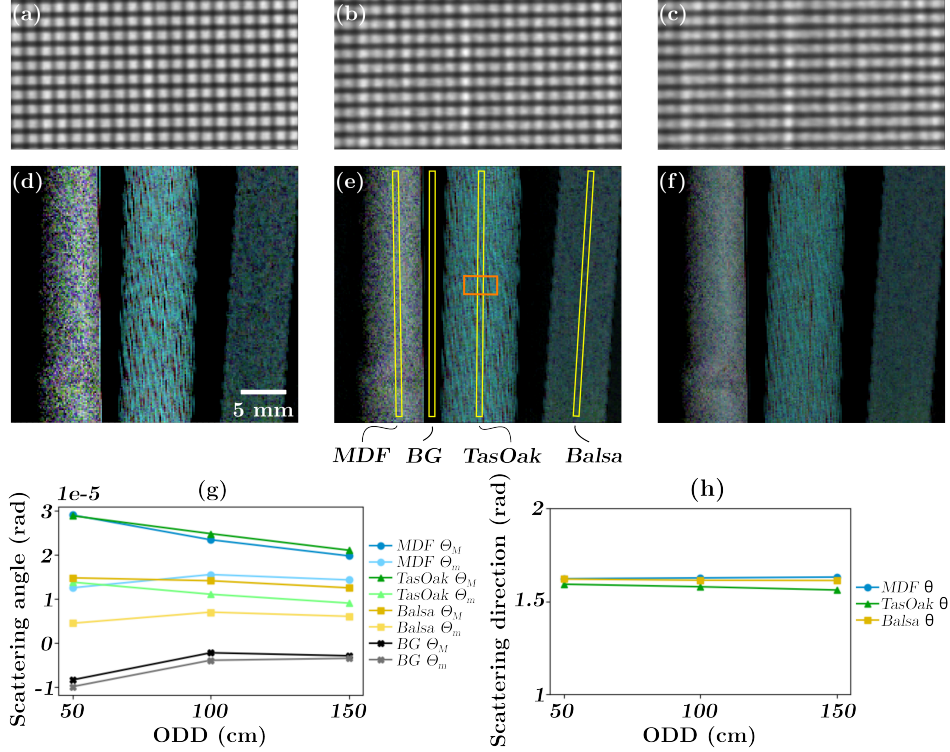 (a) (b) (c)
(d) (e) (f)
5 mm
MDF BG TasOak Balsa
(g)
1e-5
Scattering angle (rad)
3
2
1
0
-1
50 100 150
ODD (cm)
MDF Θ_M
MDF Θ_m
TasOak Θ_M
TasOak Θ_m
Balsa Θ_M
Balsa Θ_m
BG Θ_M
BG Θ_m
(h)
Scattering direction (rad)
2
1.5
1
50 100 150
ODD (cm)
MDF θ
TasOak θ
Balsa θ